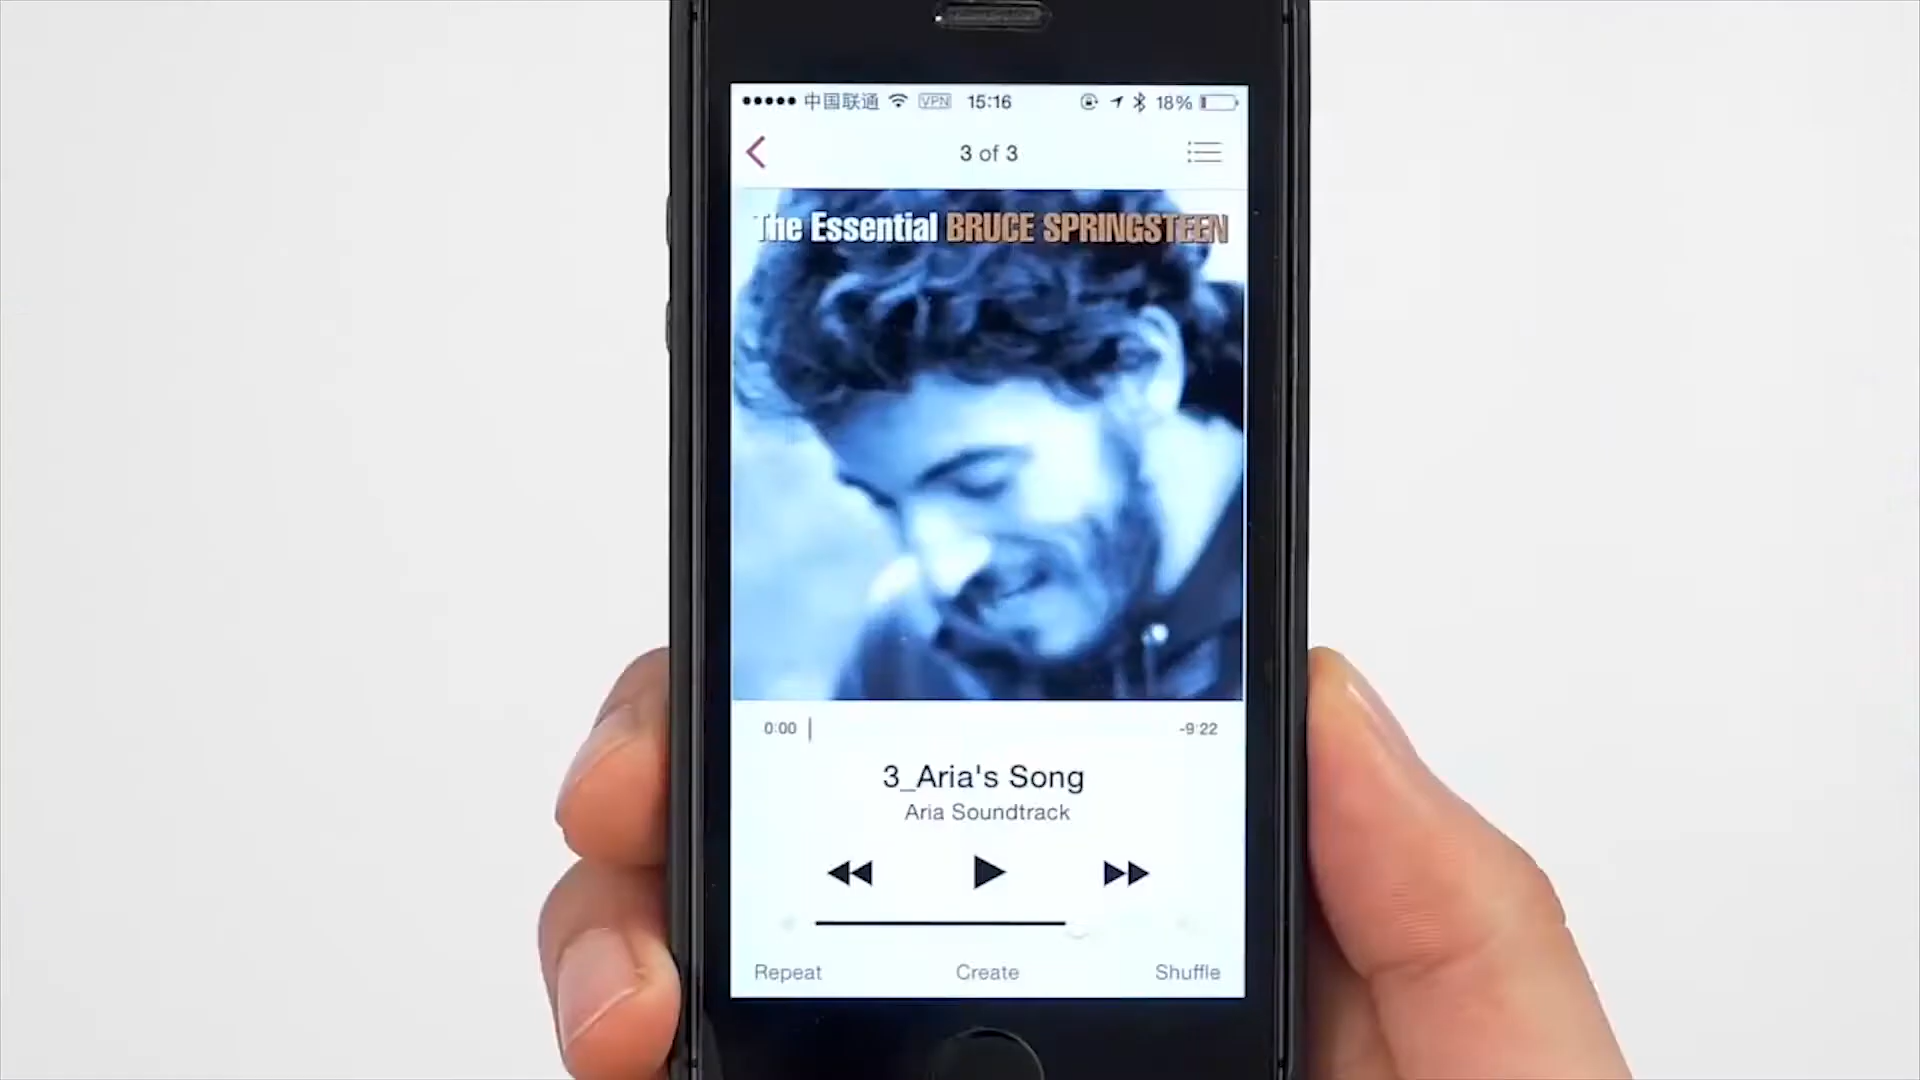 中国联通 VPN 15:16 18%
3 of 3
The Essential BRUCE SPRINGSTEEN
0:00 -9:22
3_Aria's Song
Aria Soundtrack
Repeat Create Shuffle